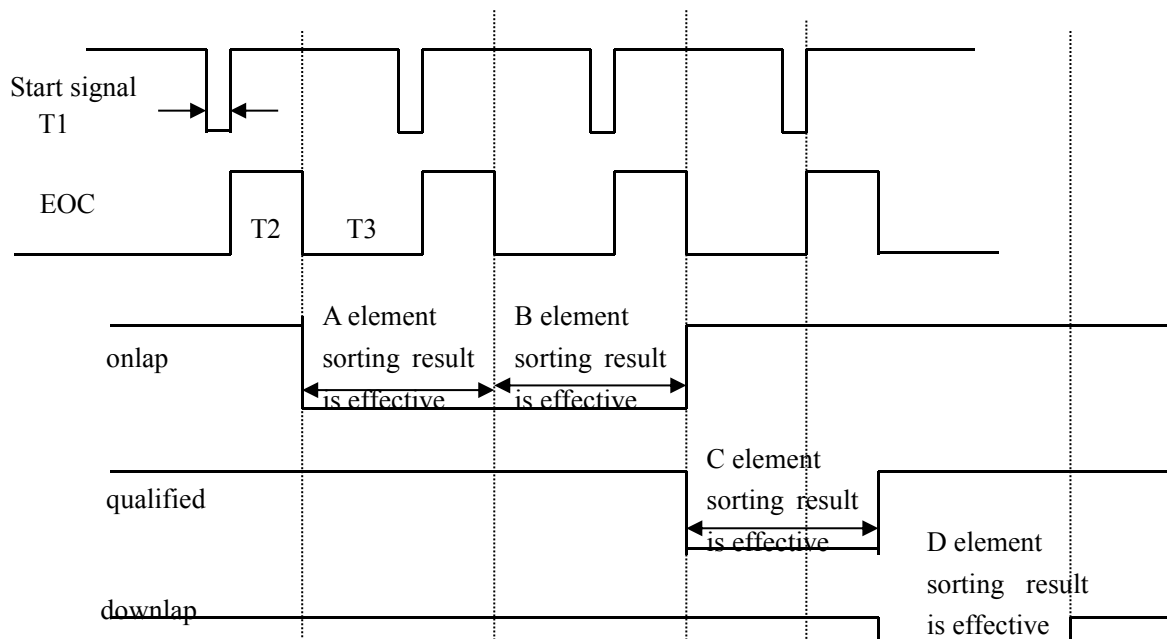 Start signal
T1
EOC
T2
T3
A element
sorting result
is effective
B element
sorting result
is effective
onlap
C element
sorting result
is effective
qualified
D element
sorting result
is effective
downlap